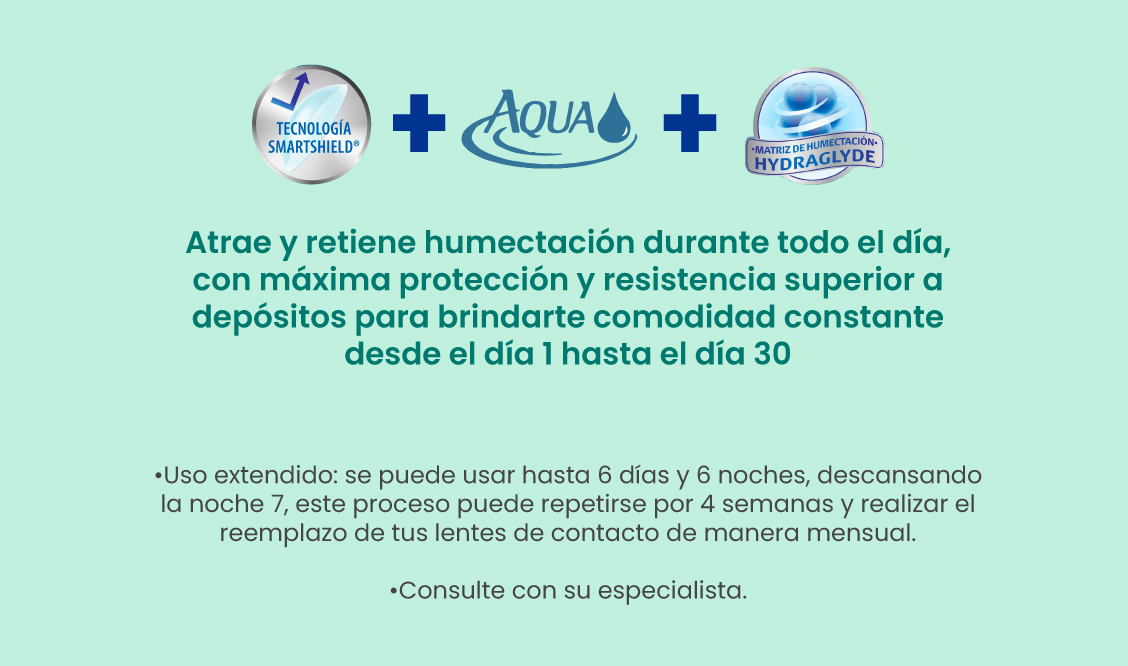 TECNOLOGÍA
SMARTSHIELD®
AQUA
•MATRIZ DE HUMECTACIÓN•
HYDRAGLYDE
Atrae y retiene humectación durante todo el día,
con máxima protección y resistencia superior a
depósitos para brindarte comodidad constante
desde el día 1 hasta el día 30
•Uso extendido: se puede usar hasta 6 días y 6 noches, descansando
la noche 7, este proceso puede repetirse por 4 semanas y realizar el
reemplazo de tus lentes de contacto de manera mensual.
•Consulte con su especialista.